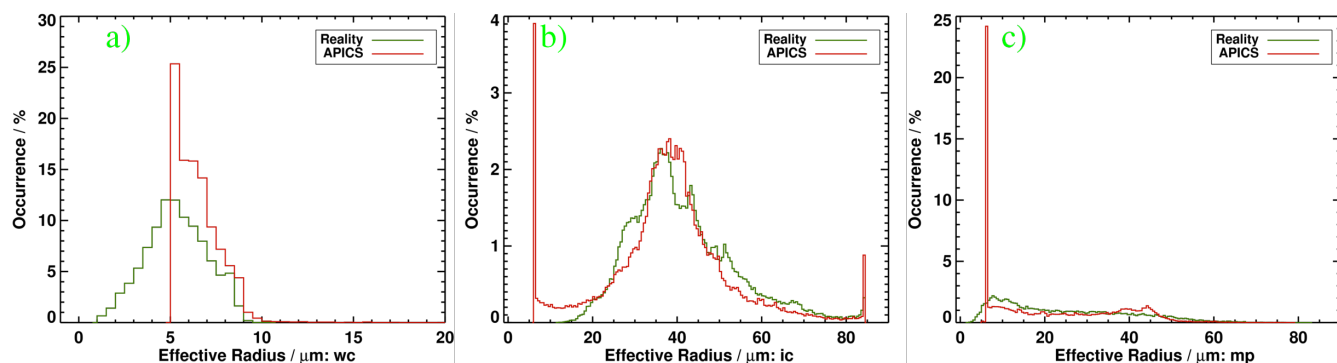 a)
Reality
APICS
Occurrence / %
30
25
20
15
10
5
0
0
5
10
15
20
Effective Radius / μm: wc
b)
Reality
APICS
Occurrence / %
4
3
2
1
0
0
20
40
60
80
Effective Radius / μm: ic
c)
Reality
APICS
Occurrence / %
25
20
15
10
5
0
0
20
40
60
80
Effective Radius / μm: mp